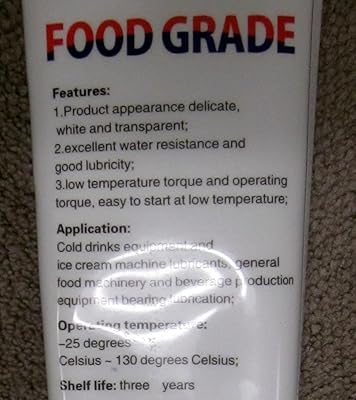 FOOD GRADE
Features:
1.Product appearance delicate,
white and transparent;
2.excellent water resistance and
good lubricity;
3.low temperature torque and operating
torque, easy to start at low temperature;
Application:
Cold drinks equipment and
ice cream machine lubricants, general
food machinery and beverage production
equipment bearing lubrication;
Operating temperature:
−25 degrees
Celsius ~ 130 degrees Celsius;
Shelf life: three years